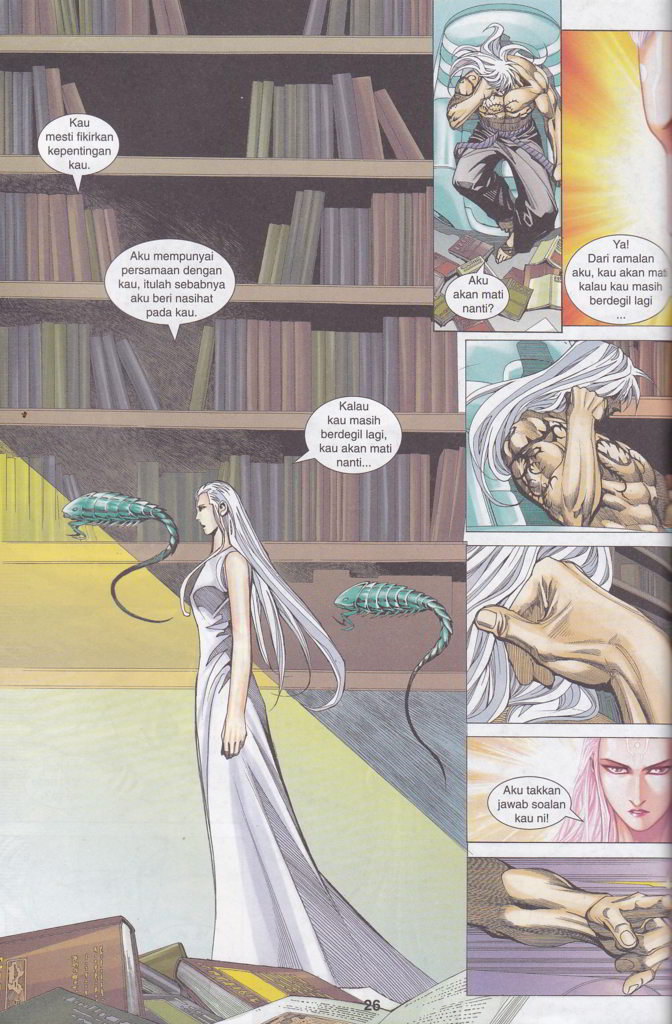 Kau
mesti fikirkan
kepentingan
kau.
Aku mempunyai
persamaan dengan
kau, itulah sebabnya
aku beri nasihat
pada kau.
Kalau
kau masih
berdegil lagi,
kau akan mati
nanti...
Aku
akan mati
nanti?
Ya!
Dari ramalan
aku, kau akan mati
kalau kau masih
berdegil lagi
...
Aku takkan
jawab soalan
kau ni!
26